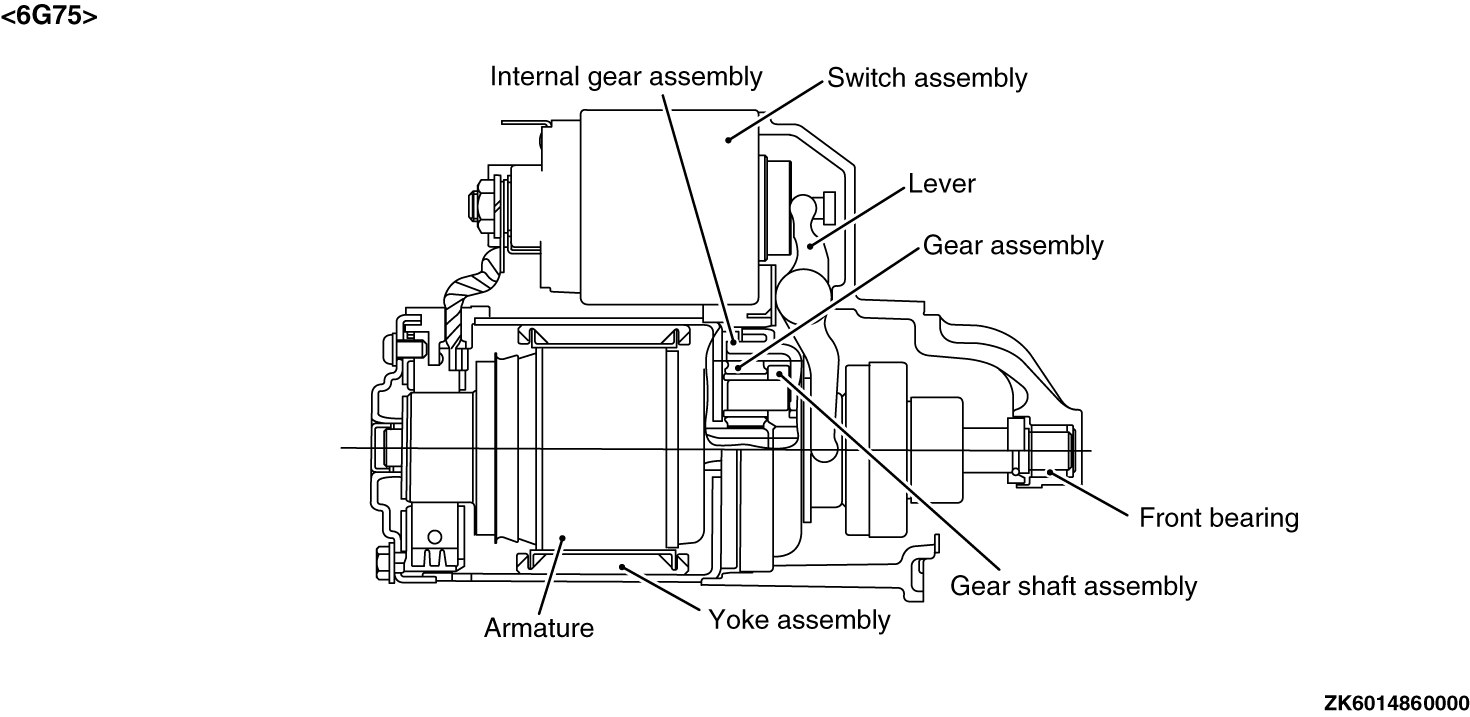 <6G75>
Internal gear assembly
Switch assembly
Lever
Gear assembly
Front bearing
Gear shaft assembly
Yoke assembly
Armature
ZK6014860000